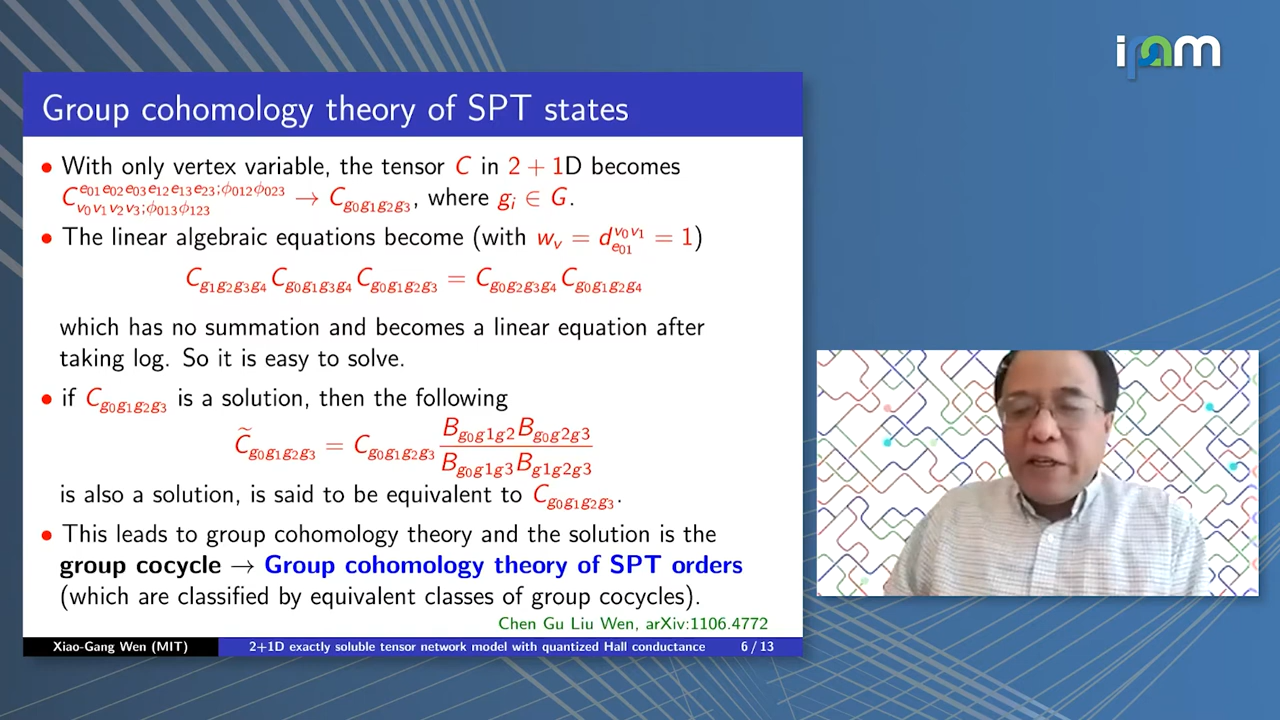 ipam
Group cohomology theory of SPT states
• With only vertex variable, the tensor C in 2 + 1D becomes
C^{e₀₁e₀₂e₀₃e₁₂e₁₃e₂₃;ϕ₀₁₂ϕ₀₂₃}_{v₀v₁v₂v₃;ϕ₀₁₃ϕ₁₂₃} → C_{g₀g₁g₂g₃}, where g_i ∈ G.
• The linear algebraic equations become (with w_v = d^{v₀v₁}_{e₀₁} = 1)
C_{g₁g₂g₃g₄} C_{g₀g₁g₃g₄} C_{g₀g₁g₂g₃} = C_{g₀g₂g₃g₄} C_{g₀g₁g₂g₄}
which has no summation and becomes a linear equation after
taking log. So it is easy to solve.
• if C_{g₀g₁g₂g₃} is a solution, then the following
C̃_{g₀g₁g₂g₃} = C_{g₀g₁g₂g₃} \frac{B_{g₀g1g2} B_{g₀g2g3}}{B_{g₀g1g3} B_{g1g2g3}}
is also a solution, is said to be equivalent to C_{g₀g₁g₂g₃}.
• This leads to group cohomology theory and the solution is the
group cocycle → Group cohomology theory of SPT orders
(which are classified by equivalent classes of group cocycles).
Chen Gu Liu Wen, arXiv:1106.4772
Xiao-Gang Wen (MIT) 2+1D exactly soluble tensor network model with quantized Hall conductance 6 / 13